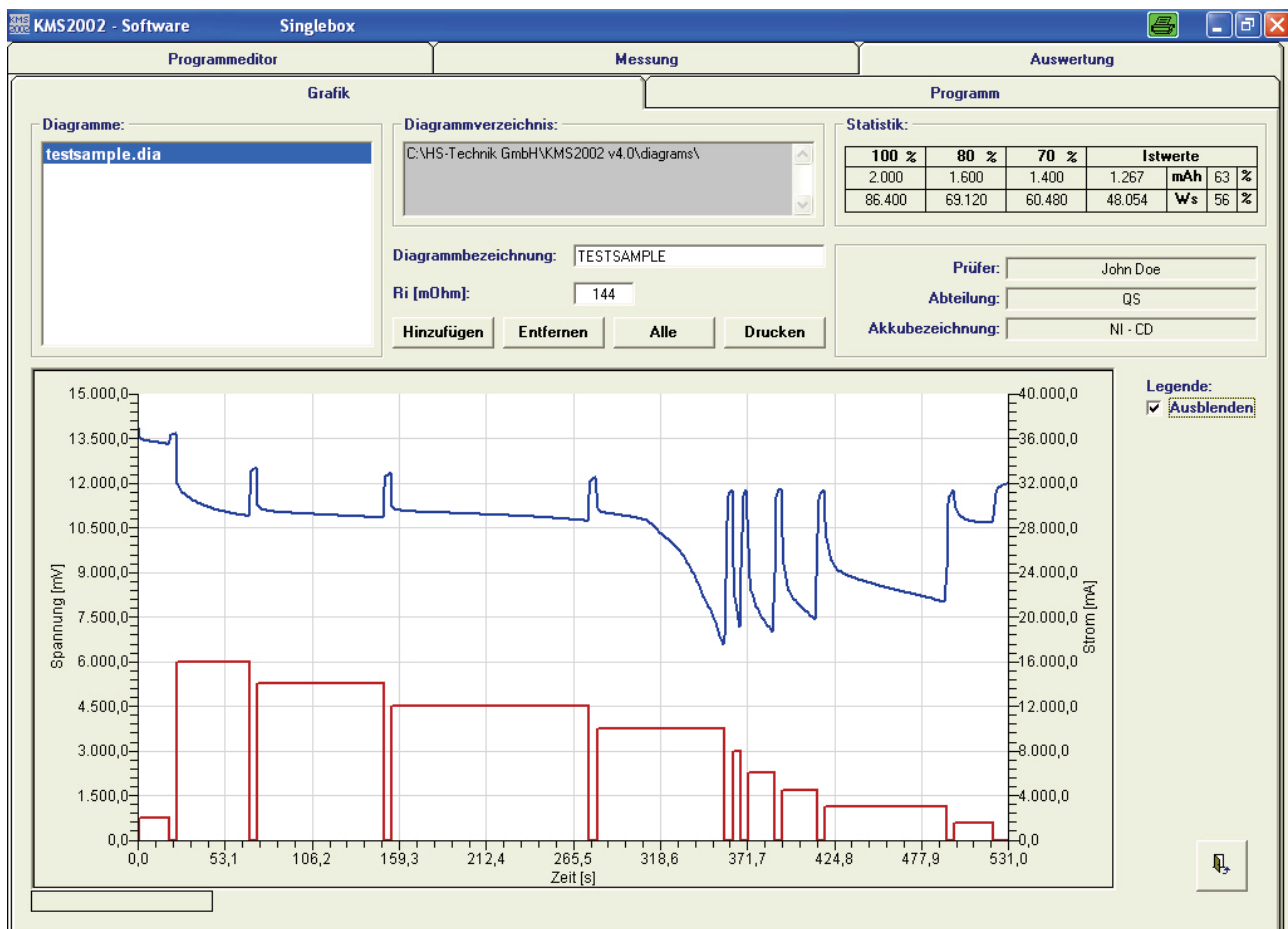 KMS 2002 KMS2002 - Software Singlebox
Programmeditor Messung Auswertung
Grafik Programm
Diagramme:
testsample.dia
Diagrammverzeichnis:
C:\HS-Technik GmbH\KMS2002 v4.0\diagrams\
Statistik:
100 % 80 % 70 % Istwerte
2.000 1.600 1.400 1.267 mAh 63 %
86.400 69.120 60.480 48.054 Ws 56 %
Diagrammbezeichnung: TESTSAMPLE
Ri [mOhm]: 144
Hinzufügen Entfernen Alle Drucken
Prüfer: John Doe
Abteilung: QS
Akkubezeichnung: NI - CD
Legende:
Ausblenden
Spannung [mV]
15.000,0
13.500,0
12.000,0
10.500,0
9.000,0
7.500,0
6.000,0
4.500,0
3.000,0
1.500,0
0,0
40.000,0
36.000,0
32.000,0
28.000,0
24.000,0
20.000,0
16.000,0
12.000,0
8.000,0
4.000,0
0,0
Strom [mA]
0,0 53,1 106,2 159,3 212,4 265,5 318,6 371,7 424,8 477,9 531,0
Zeit [s]